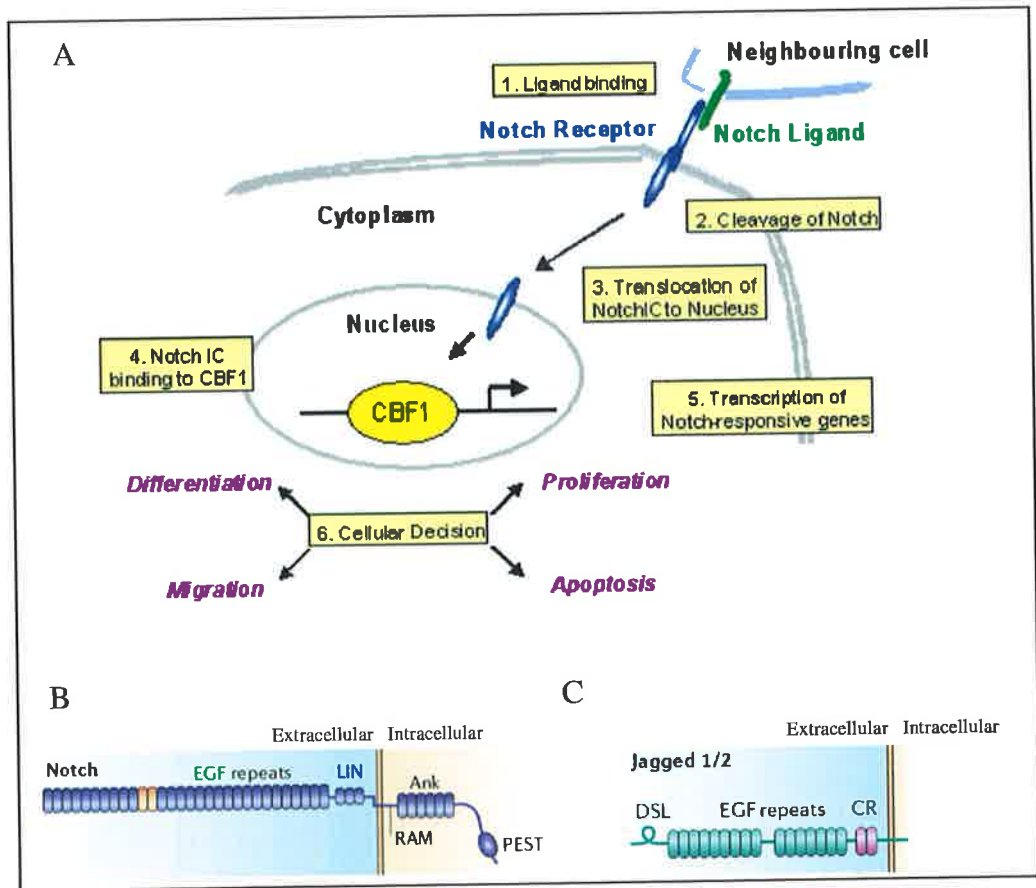 A
Neighbouring cell
1. Ligand binding
Notch Receptor
Notch Ligand
Cytoplasm
2. Cleavage of Notch
3. Translocation of
NotchIC to Nucleus
Nucleus
4. Notch IC
binding to CBF1
CBF1
5. Transcription of
Notch-responsive genes
Differentiation
Proliferation
6. Cellular Decision
Migration
Apoptosis
B
Extracellular
Intracellular
Notch
EGF repeats
LIN
Ank
RAM
PEST
C
Extracellular
Intracellular
Jagged 1/2
DSL
EGF repeats
CR